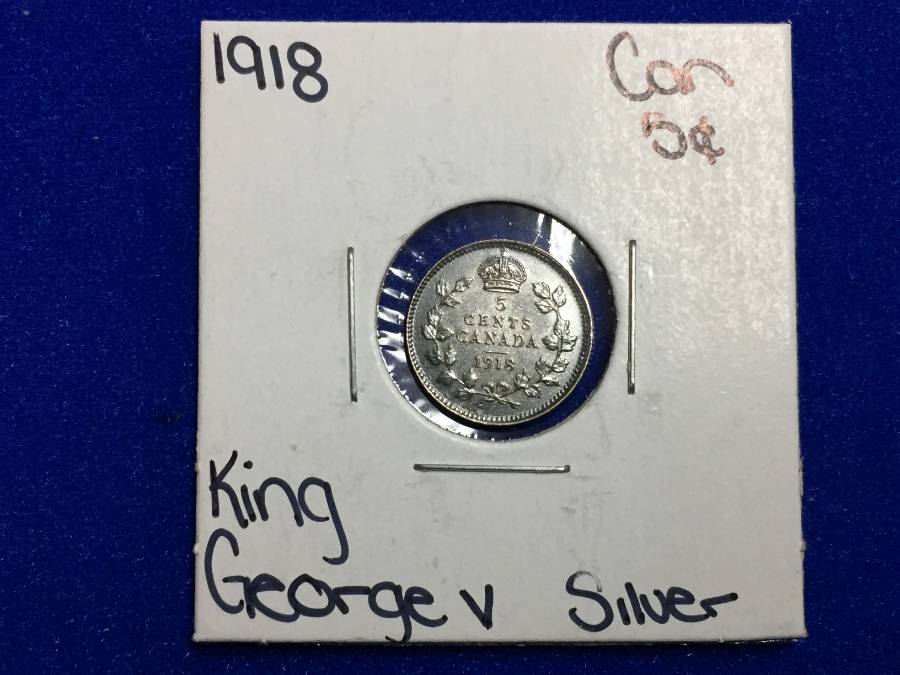 1918
Can
5¢
5
CENTS
CANADA
1918
King
George V Silver